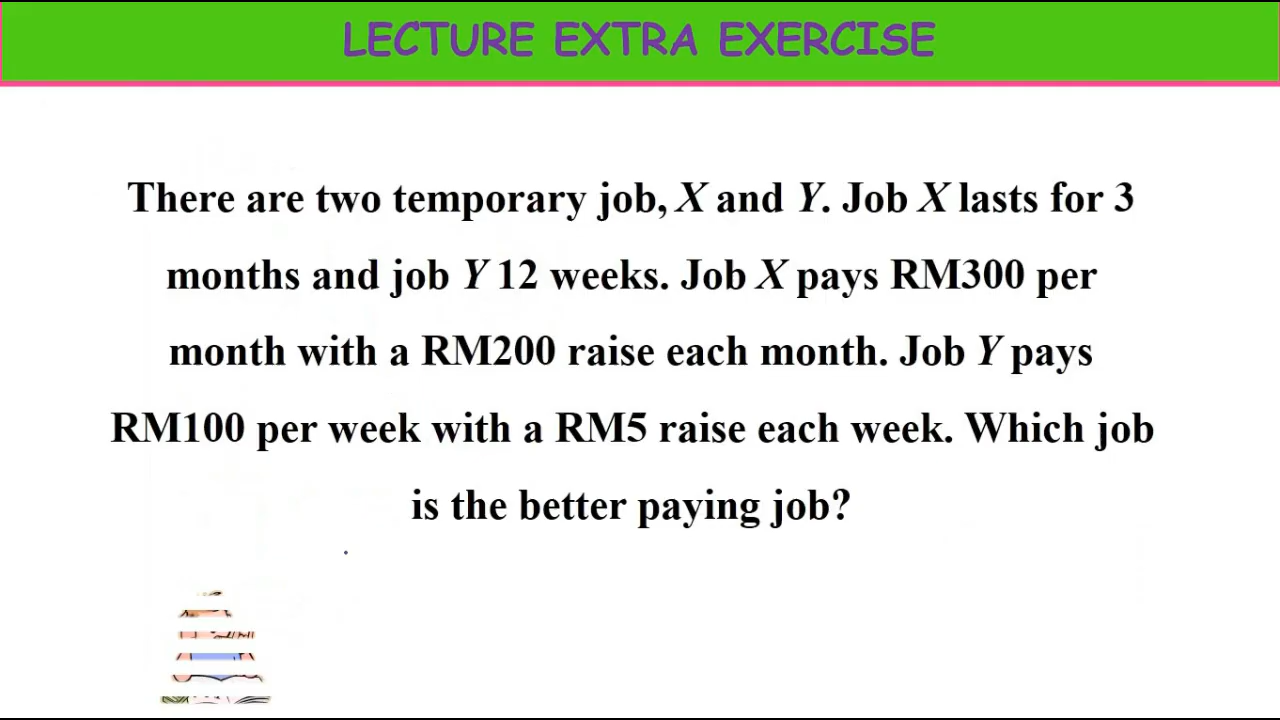 LECTURE EXTRA EXERCISE
There are two temporary job, X and Y. Job X lasts for 3
months and job Y 12 weeks. Job X pays RM300 per
month with a RM200 raise each month. Job Y pays
RM100 per week with a RM5 raise each week. Which job
is the better paying job?